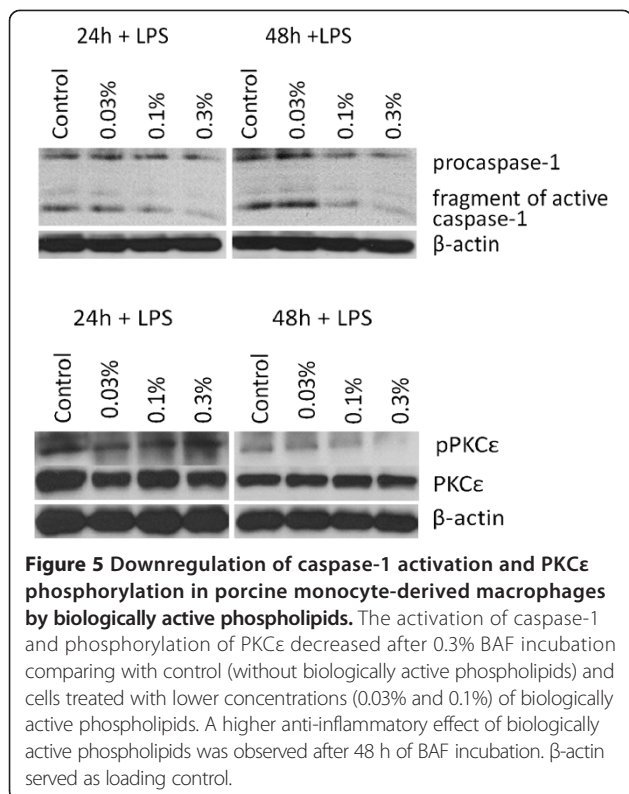 24h + LPS 48h +LPS
Control 0.03% 0.1% 0.3% Control 0.03% 0.1% 0.3%
procaspase-1
fragment of active
caspase-1
β-actin
24h + LPS 48h + LPS
Control 0.03% 0.1% 0.3% Control 0.03% 0.1% 0.3%
pPKCε
PKCε
β-actin
Figure 5 Downregulation of caspase-1 activation and PKCε
phosphorylation in porcine monocyte-derived macrophages
by biologically active phospholipids. The activation of caspase-1
and phosphorylation of PKCε decreased after 0.3% BAF incubation
comparing with control (without biologically active phospholipids) and
cells treated with lower concentrations (0.03% and 0.1%) of biologically
active phospholipids. A higher anti-inflammatory effect of biologically
active phospholipids was observed after 48 h of BAF incubation. β-actin
served as loading control.